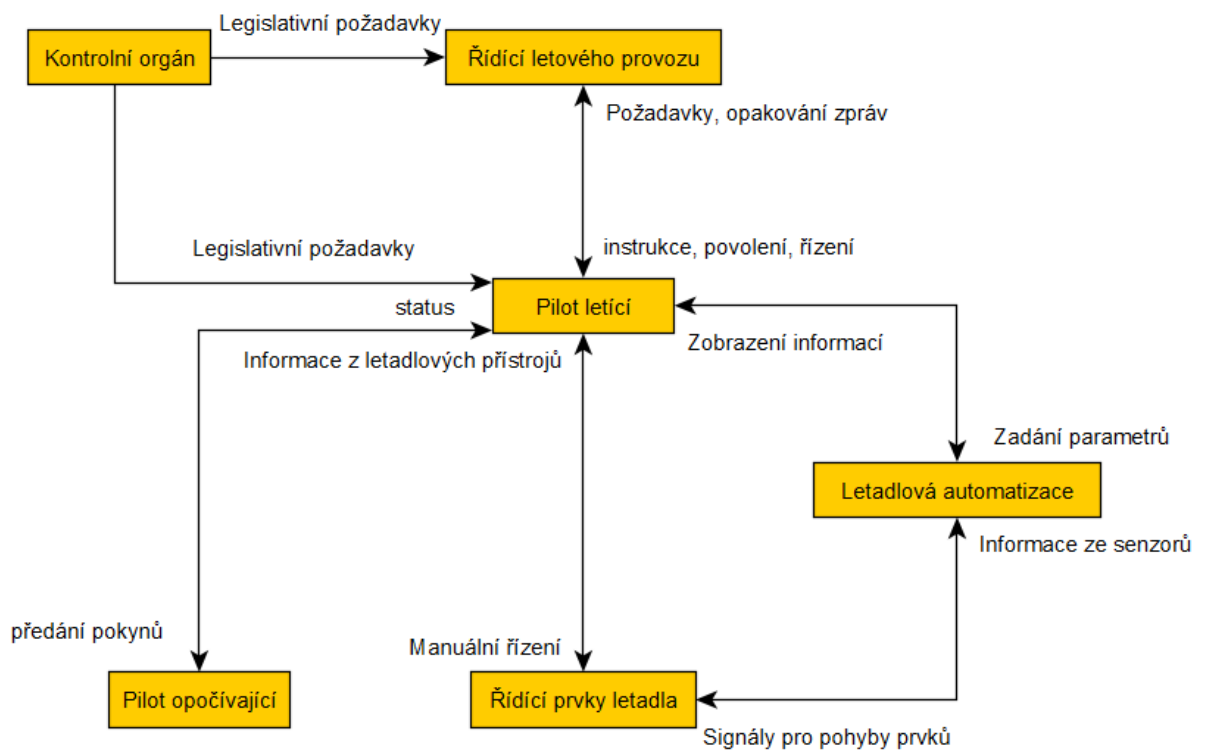 Legislativní požadavky
Kontrolní orgán
Řídící letového provozu
Požadavky, opakování zpráv
Legislativní požadavky
instrukce, povolení, řízení
status
Pilot letící
Zobrazení informací
Informace z letadlových přístrojů
Zadání parametrů
Letadlová automatizace
Informace ze senzorů
předání pokynů
Manuální řízení
Pilot opočívající
Řídící prvky letadla
Signály pro pohyby prvků